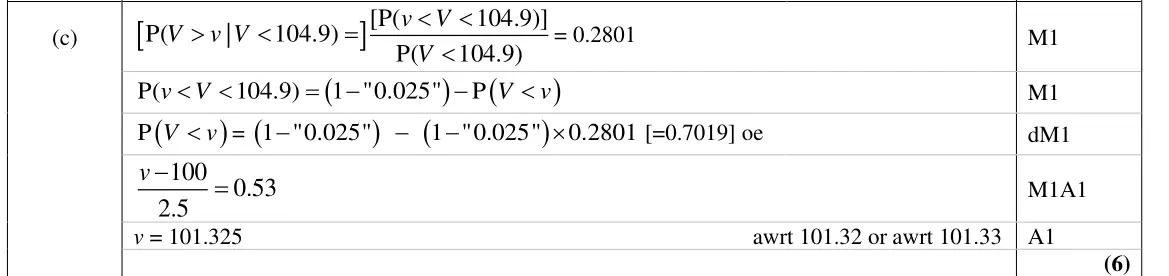 (c) [P(V > v | V < 104.9) =] [P(v < V < 104.9)] / P(V < 104.9) = 0.2801 M1
P(v < V < 104.9) = (1 − "0.025") − P(V < v) M1
P(V < v) = (1 − "0.025") − (1 − "0.025") × 0.2801 [=0.7019] oe dM1
(v − 100) / 2.5 = 0.53 M1A1
v = 101.325 awrt 101.32 or awrt 101.33 A1
(6)